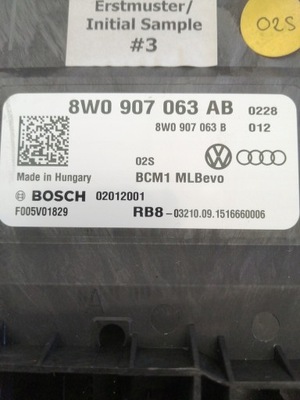 Erstmuster/
Initial Sample
#3
02S
8W0 907 063 AB 0228
8W0 907 063 B 012
02S
Made in Hungary BCM1 MLBevo
BOSCH 02012001
F005V01829 RB8-03210.09.1516660006